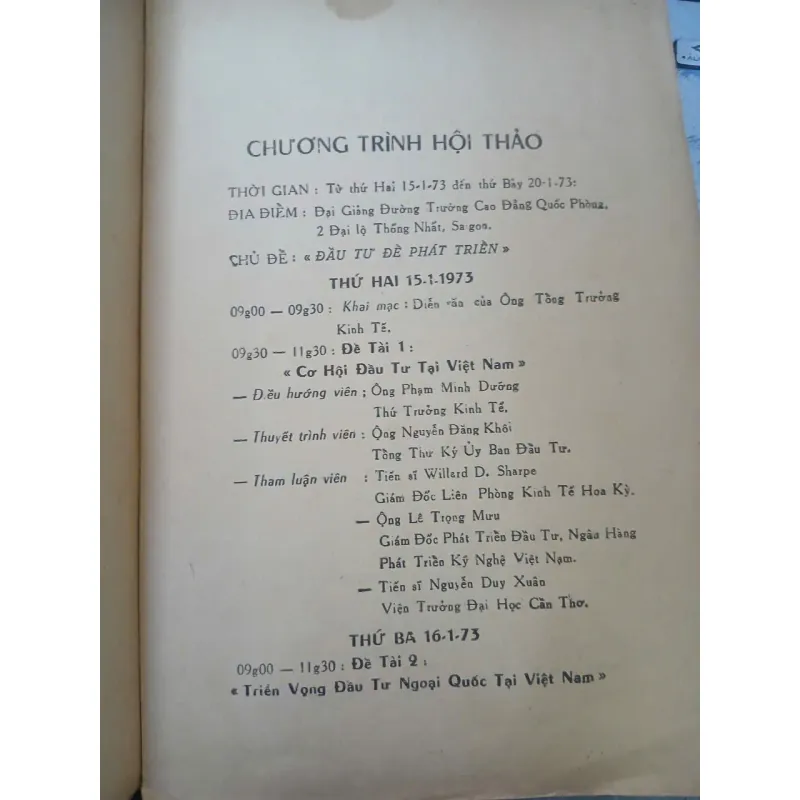 CHƯƠNG TRÌNH HỘI THẢO
THỜI GIAN : Từ thứ Hai 15-1-73 đến thứ Bảy 20-1-73:
ĐỊA ĐIỂM : Đại Giảng Đường Trường Cao Đẳng Quốc Phòng,
2 Đại lộ Thống Nhất, Sa gon.
CHỦ ĐỀ : « ĐẦU TƯ ĐỂ PHÁT TRIỂN »
THỨ HAI 15-1-1973
09g00 — 09g30 : Khai mạc : Diễn văn của Ông Tổng Trưởng
Kinh Tế.
09g30 — 11g30 : Đề Tài 1 :
« Cơ Hội Đầu Tư Tại Việt Nam »
— Điều hướng viên ; Ông Phạm Minh Dưỡng
Thứ Trưởng Kinh Tế.
— Thuyết trình viên : Ông Nguyễn Đăng Khôi
Tổng Thư Ký Ủy Ban Đầu Tư.
— Tham luận viên : Tiến sĩ Willard D. Sharpe
Giám Đốc Liên Phòng Kinh Tế Hoa Kỳ.
— Ông Lê Trọng Mưu
Giám Đốc Phát Triển Đầu Tư, Ngân Hàng
Phát Triển Kỹ Nghệ Việt Nam.
— Tiến sĩ Nguyễn Duy Xuân
Viện Trưởng Đại Học Cần Thơ.
THỨ BA 16-1-73
09g00 — 11g30 : Đề Tài 2 :
« Triển Vọng Đầu Tư Ngoại Quốc Tại Việt Nam »